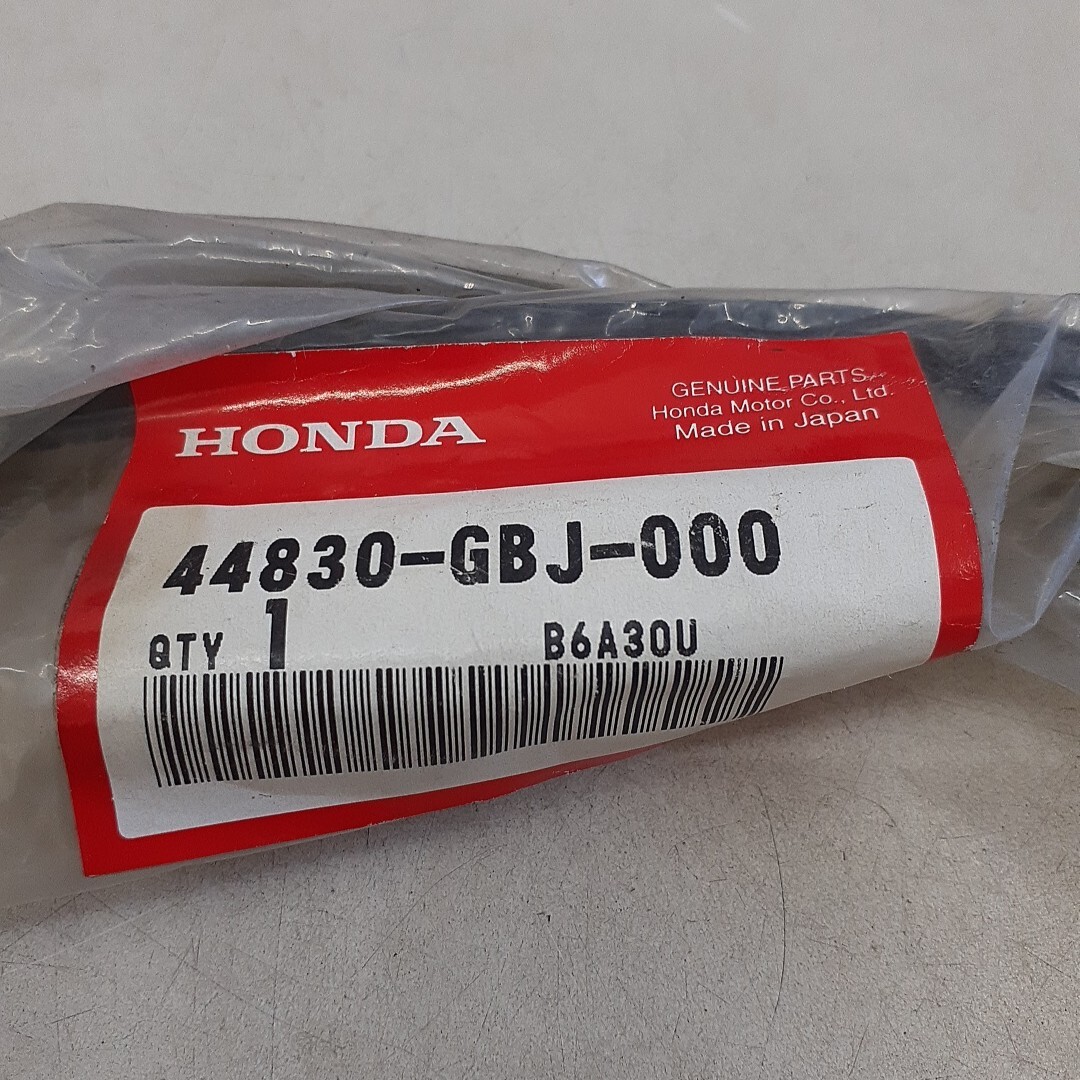 HONDA
GENUINE PARTS
Honda Motor Co., Ltd.
Made in Japan
44830-GBJ-000
QTY 1 B6A30U